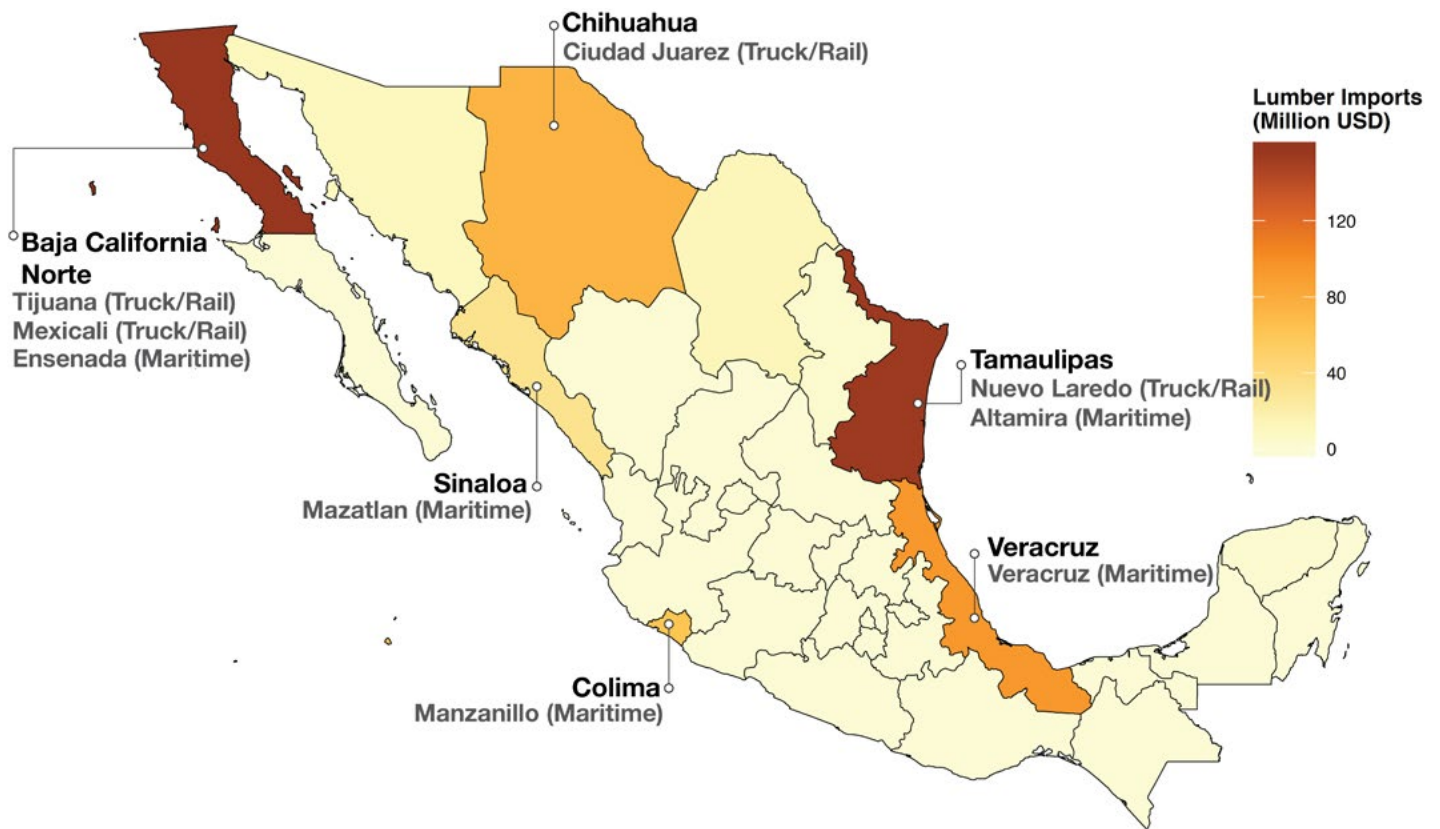 Chihuahua
Ciudad Juarez (Truck/Rail)
Lumber Imports
(Million USD)
120
80
40
0
Baja California
Norte
Tijuana (Truck/Rail)
Mexicali (Truck/Rail)
Ensenada (Maritime)
Tamaulipas
Nuevo Laredo (Truck/Rail)
Altamira (Maritime)
Sinaloa
Mazatlan (Maritime)
Veracruz
Veracruz (Maritime)
Colima
Manzanillo (Maritime)